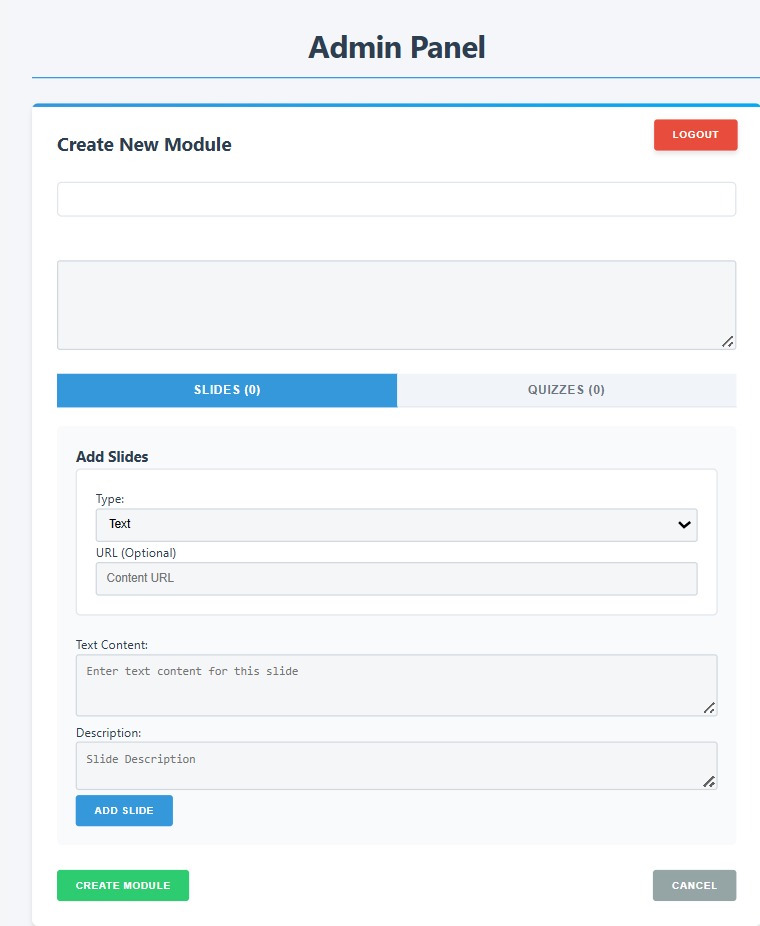 Admin Panel
Create New Module
LOGOUT
SLIDES (0)
QUIZZES (0)
Add Slides
Type:
Text
URL (Optional)
Content URL
Text Content:
Enter text content for this slide
Description:
Slide Description
ADD SLIDE
CREATE MODULE
CANCEL